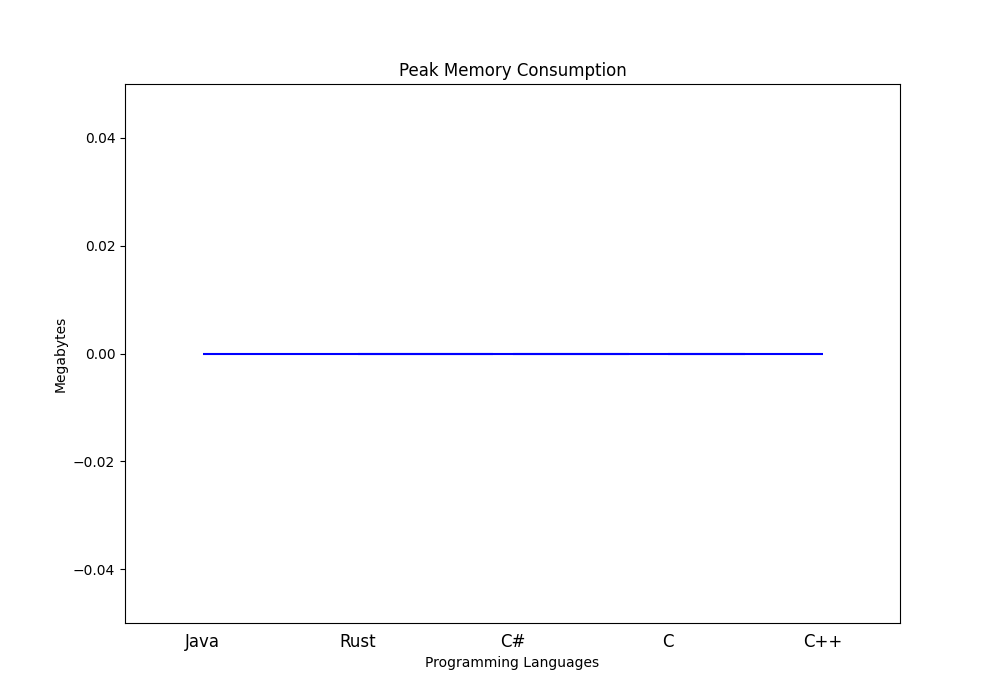 Peak Memory Consumption
0.04
0.02
0.00
−0.02
−0.04
Megabytes
Java Rust C# C C++
Programming Languages